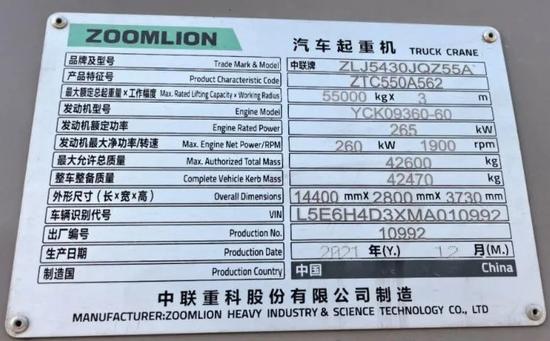 ZOOMLION 汽车起重机 TRUCK CRANE
品牌及型号 Trade Mark & Model 中联牌 ZLJ5430JQZ55A
产品特征号 Product Characteristic Code ZTC550A562
最大额定总起重量×工作幅度 Max. Rated Lifting Capacity × Working Radius 55000 kg× 3 m
发动机型号 Engine Model YCK09360-60
发动机额定功率 Engine Rated Power 265 kW
发动机最大净功率/转速 Max. Engine Net Power/RPM 260 kW 1900 rpm
最大允许总质量 Max. Authorized Total Mass 42600 kg
整车整备质量 Complete Vehicle Kerb Mass 42470 kg
外形尺寸(长×宽×高) Overall Dimensions 14400 mm× 2800 mm× 3730 mm
车辆识别代号 VIN L5E6H4D3XMA010992
出厂编号 Production No. 10992
生产日期 Production Date 2021 年(Y.) 12 月(M.)
制造国 Production Country 中国 China
中联重科股份有限公司制造
MANUFACTURER:ZOOMLION HEAVY INDUSTRY & SCIENCE TECHNOLOGY CO., LTD